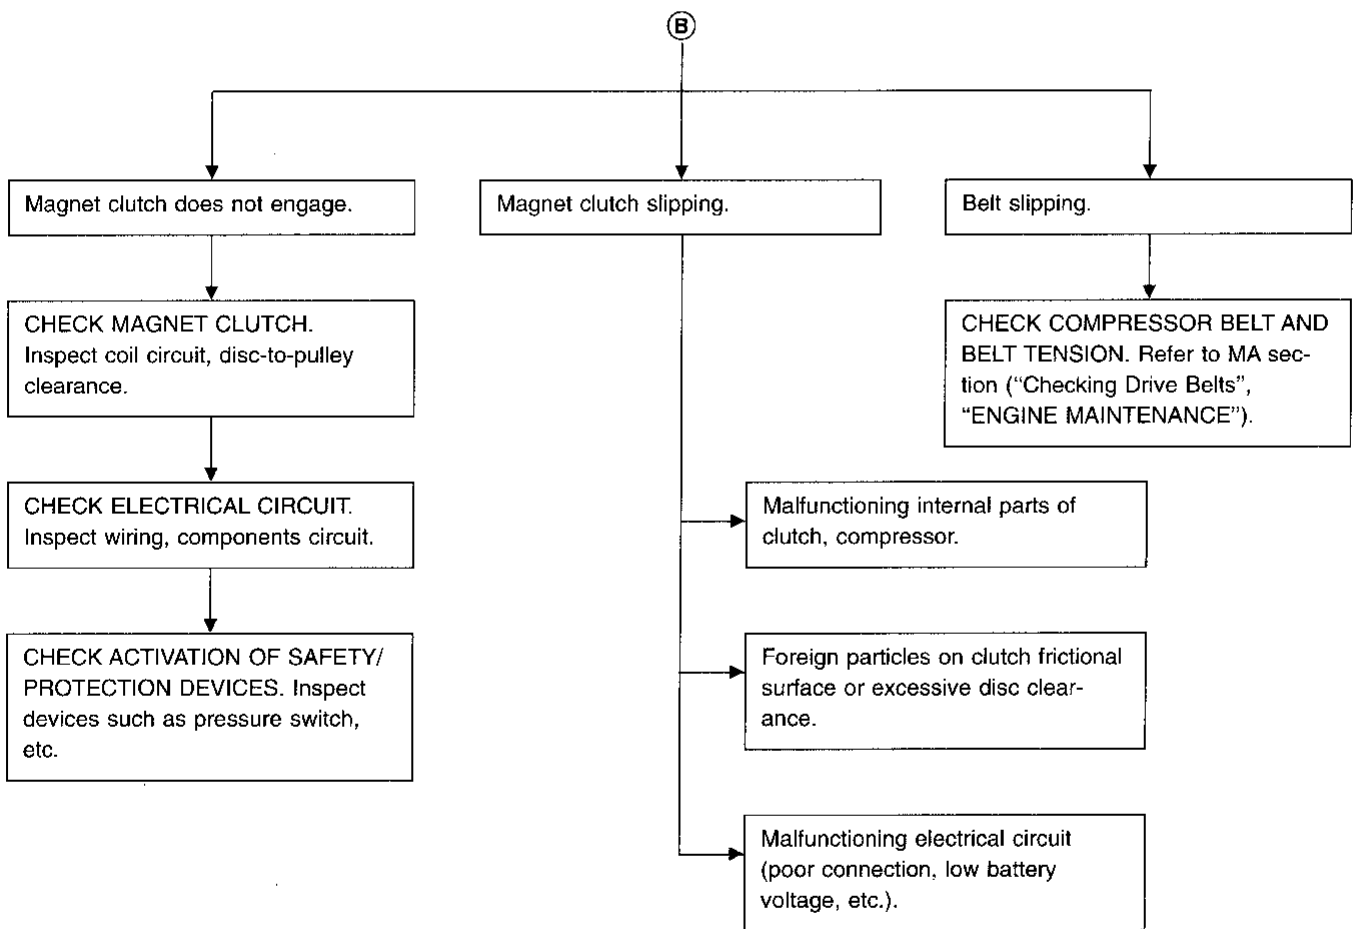 B
Magnet clutch does not engage.
Magnet clutch slipping.
Belt slipping.
CHECK MAGNET CLUTCH.
Inspect coil circuit, disc-to-pulley
clearance.
CHECK COMPRESSOR BELT AND
BELT TENSION. Refer to MA sec-
tion (“Checking Drive Belts”,
“ENGINE MAINTENANCE”).
CHECK ELECTRICAL CIRCUIT.
Inspect wiring, components circuit.
Malfunctioning internal parts of
clutch, compressor.
CHECK ACTIVATION OF SAFETY/
PROTECTION DEVICES. Inspect
devices such as pressure switch,
etc.
Foreign particles on clutch frictional
surface or excessive disc clear-
ance.
Malfunctioning electrical circuit
(poor connection, low battery
voltage, etc.).